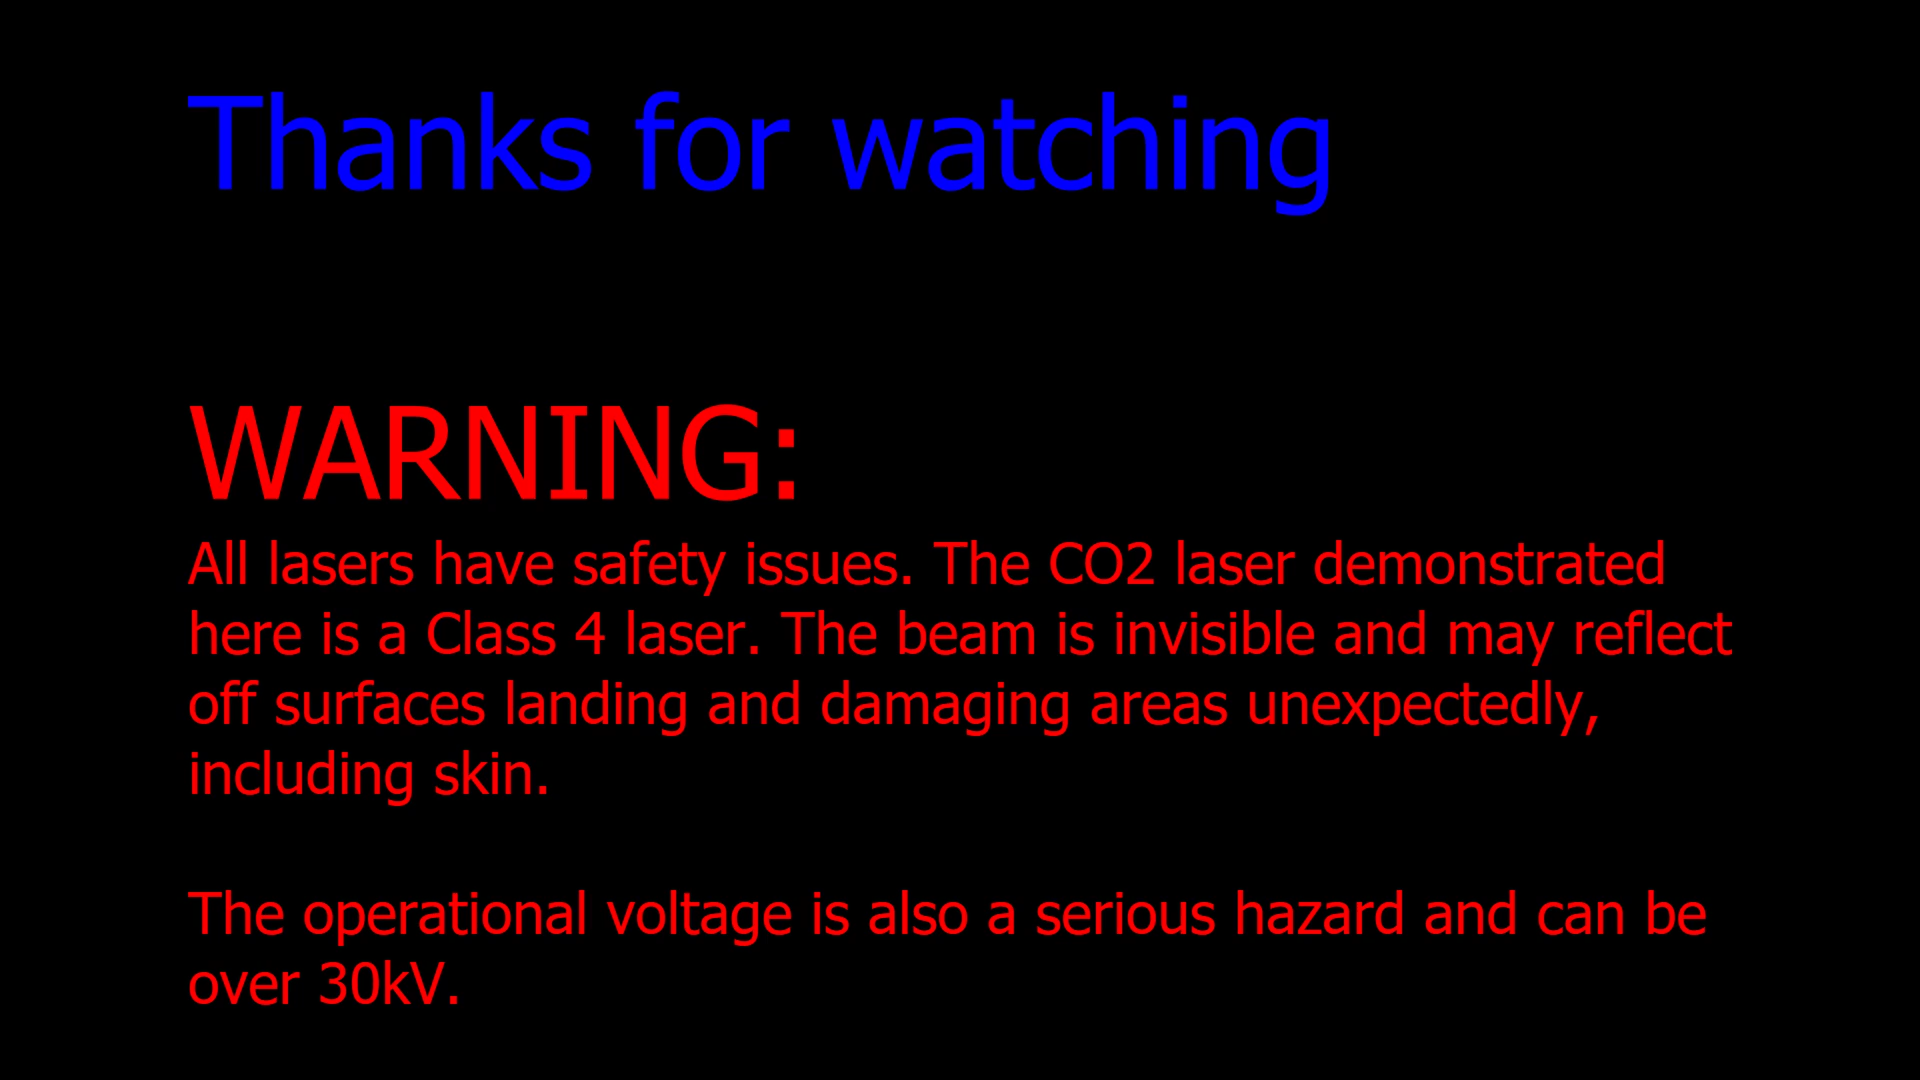 Thanks for watching
WARNING:
All lasers have safety issues. The CO2 laser demonstrated
here is a Class 4 laser. The beam is invisible and may reflect
off surfaces landing and damaging areas unexpectedly,
including skin.
The operational voltage is also a serious hazard and can be
over 30kV.